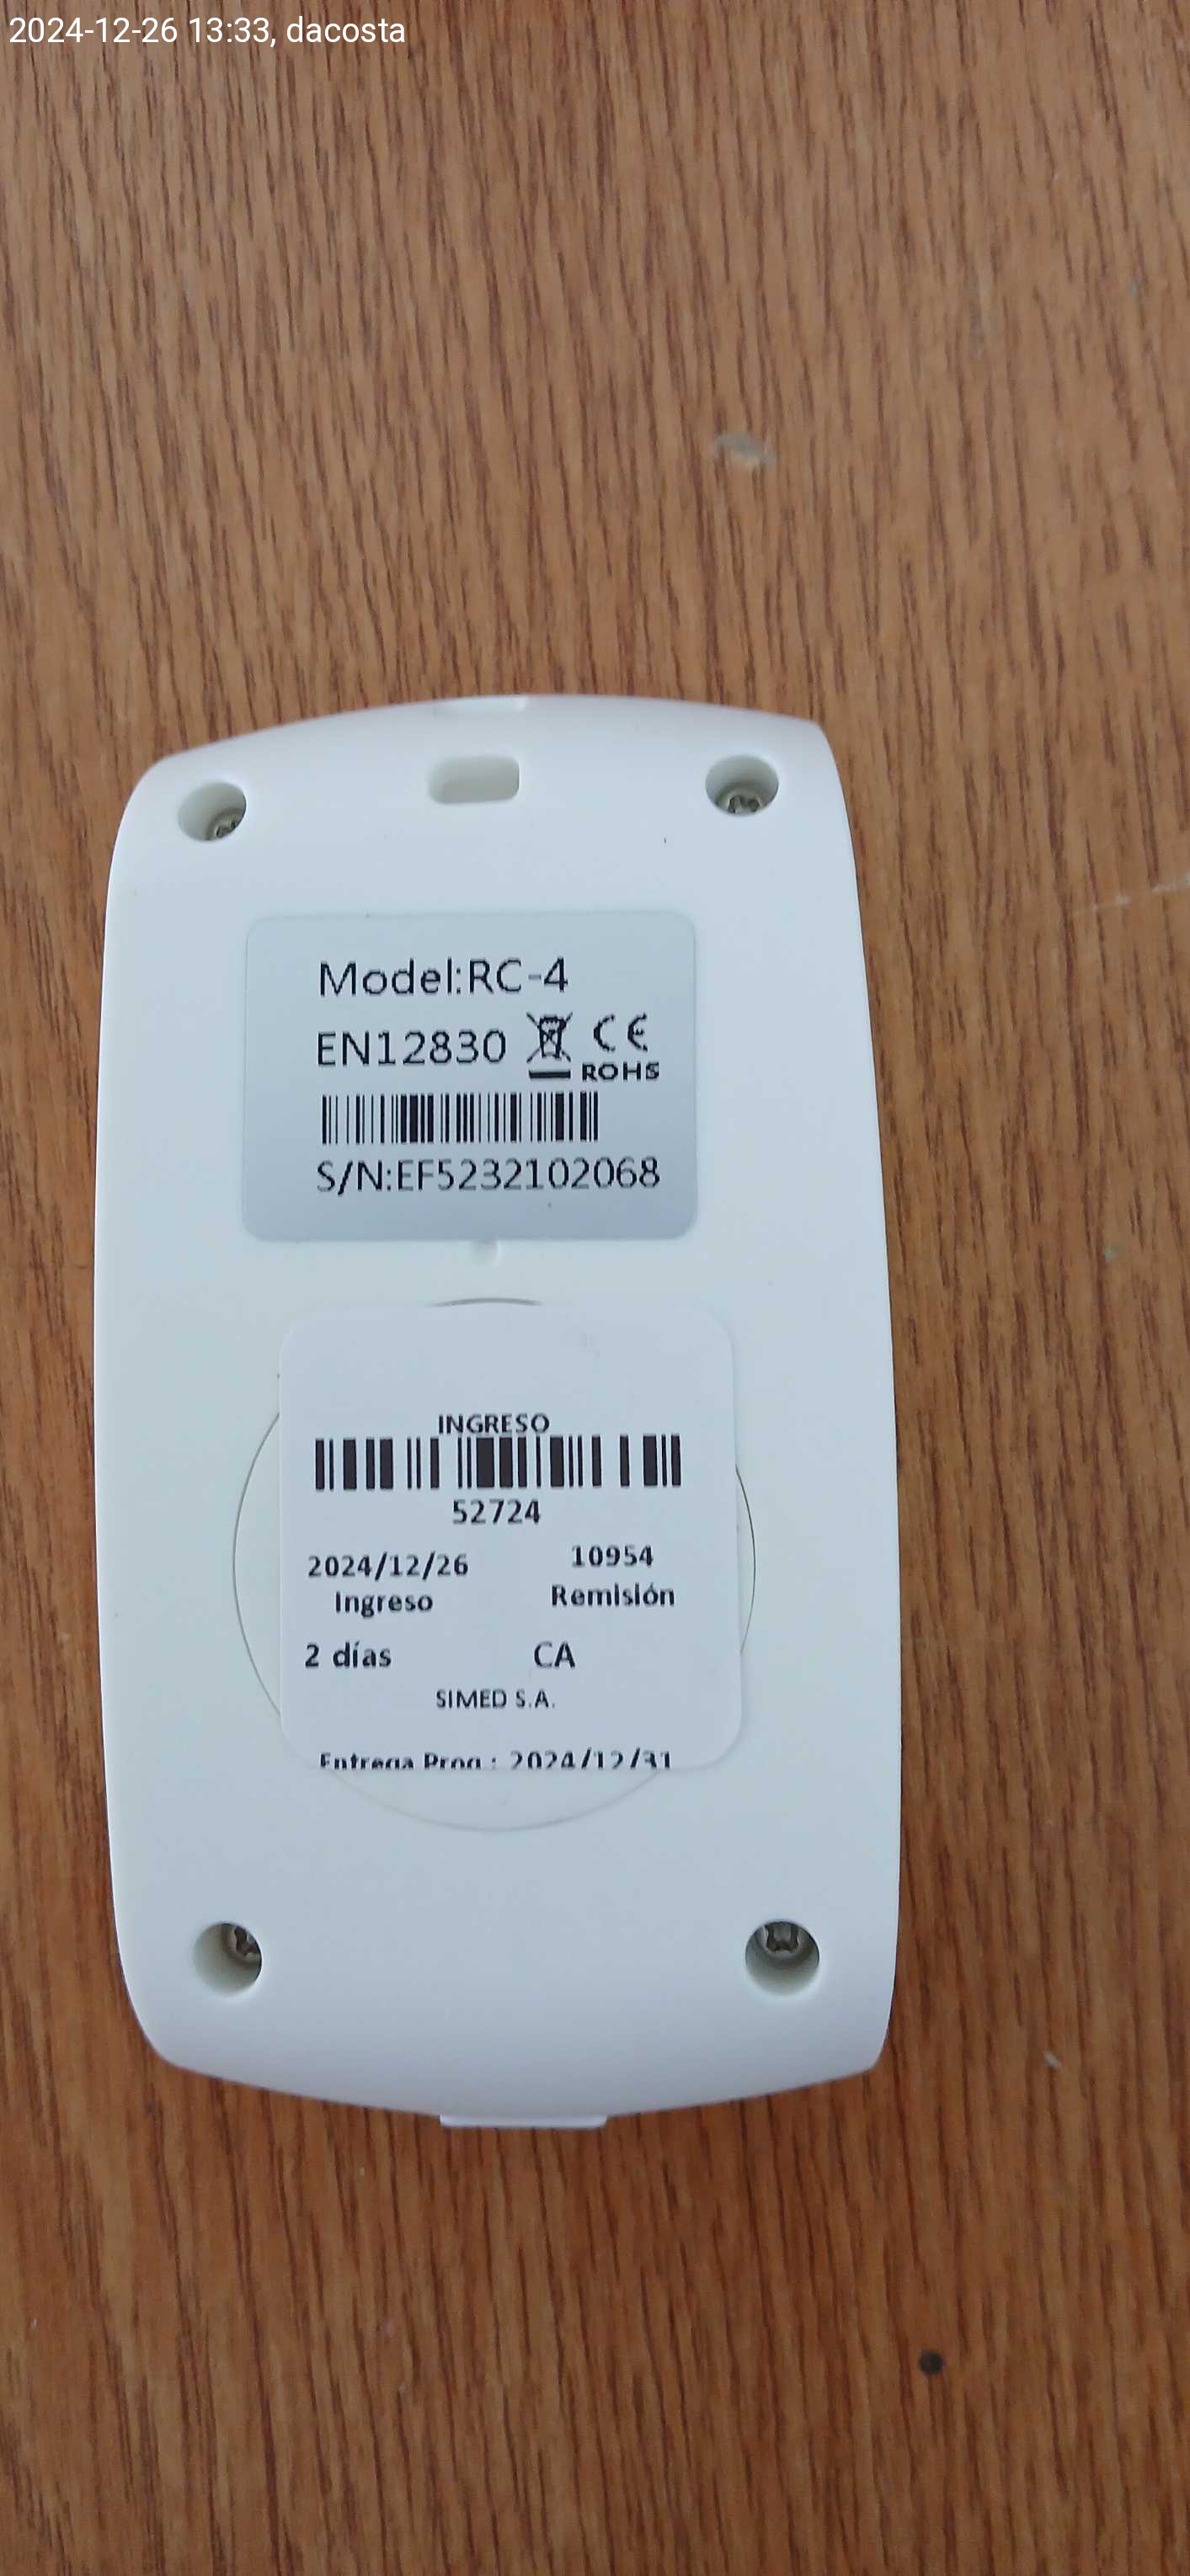 2024-12-26 13:33, dacosta
Model:RC-4
EN12830 CE
ROHS
S/N:EF5232102068
INGRESO
52724
2024/12/26 10954
Ingreso Remisión
2 días CA
SIMED S.A.
Entrega Prog.: 2024/12/31